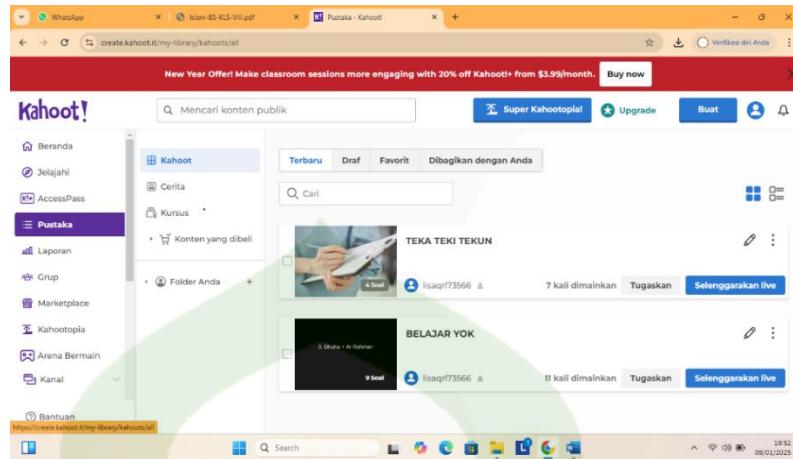 WhatsApp
Islam-BS-KLS-VIII.pdf
Pustaka - Kahoot!
create.kahoot.it/my-library/kahoots/all
Verifikasi diri Anda
New Year Offer! Make classroom sessions more engaging with 20% off Kahoot!+ from $3.99/month.
Buy now
Kahoot!
Mencari konten publik
Super Kahootopia!
Upgrade
Buat
Beranda
Jelajahi
AccessPass
Pustaka
Laporan
Grup
Marketplace
Kahootopia
Arena Bermain
Kanal
Bantuan
Kahoot
Cerita
Kursus
Konten yang dibeli
Folder Anda
Terbaru Draf Favorit Dibagikan dengan Anda
Cari
TEKA TEKI TEKUN
4 Soal
lisaqrf73566
7 kali dimainkan
Tugaskan
Selenggarakan live
BELAJAR YOK
9 Soal
lisaqrf73566
11 kali dimainkan
Tugaskan
Selenggarakan live
https://create.kahoot.it/my-library/kahoots/all
Search
19:52
09/01/2025